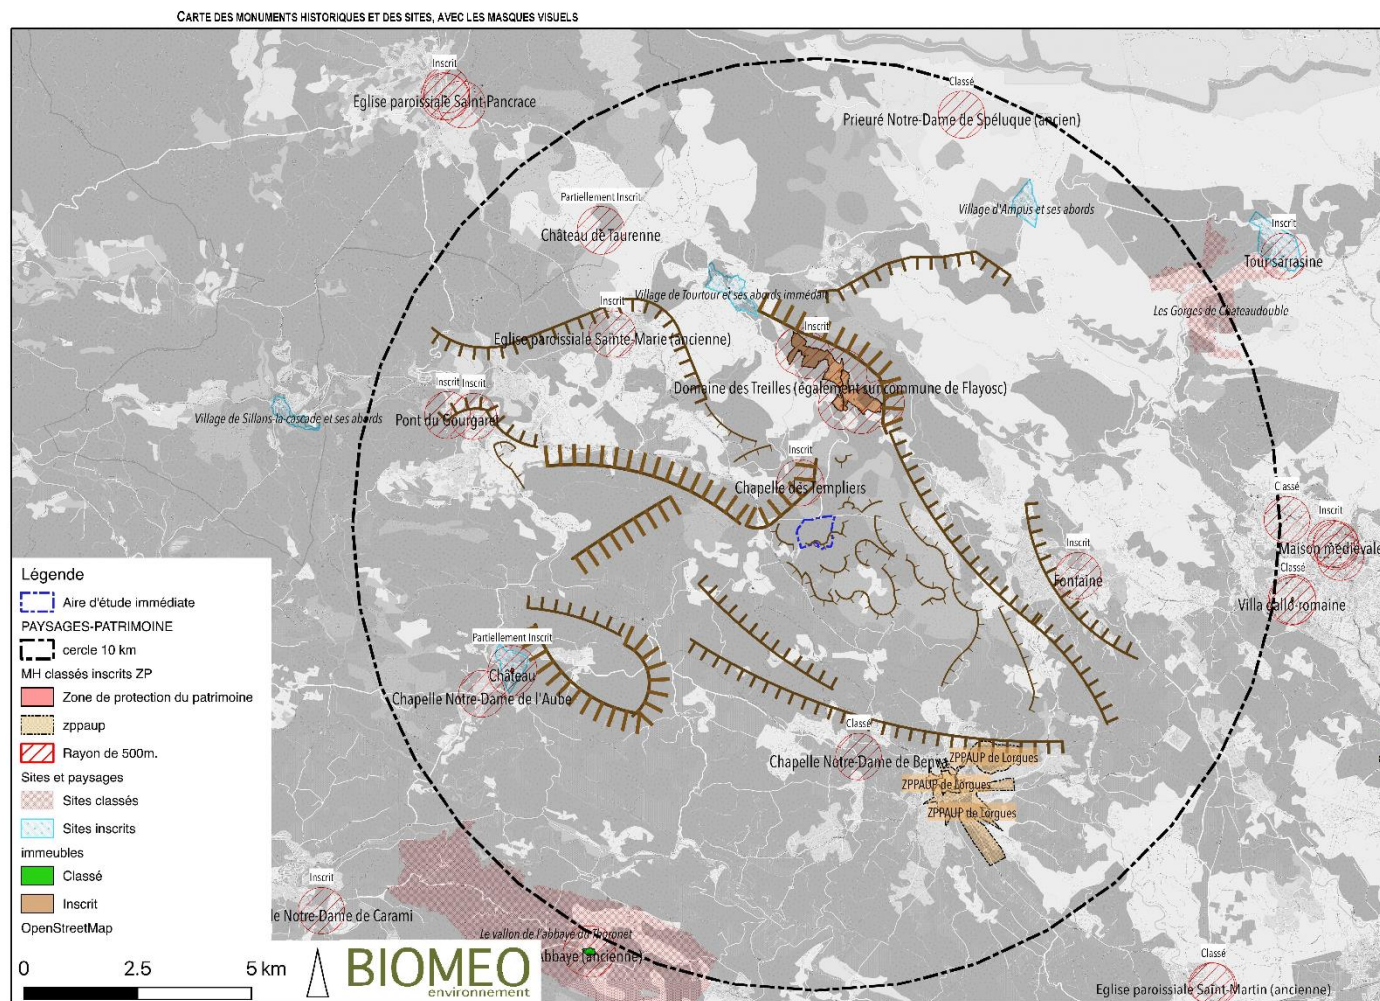 CARTE DES MONUMENTS HISTORIQUES ET DES SITES, AVEC LES MASQUES VISUELS
Inscrit
Eglise paroissiale Saint-Pancrace
Classé
Prieuré Notre-Dame de Spéluque (ancien)
Partiellement Inscrit
Château de Taurenne
Village d'Ampus et ses abords
Inscrit
Tour sarrasine
Village de Tourtour et ses abords immédiats
Les Gorges de Chateaudouble
Inscrit
Eglise paroissiale Sainte-Marie (ancienne)
Inscrit
Domaine des Treilles (également sur commune de Flayosc)
Inscrit
Inscrit
Pont du Gourgaret
Village de Sillans-la-cascade et ses abords
Inscrit
Chapelle des Templiers
Classé
Inscrit
Maison médiévale
Inscrit
Fontaine
Classé
Villa gallo-romaine
Partiellement Inscrit
Château
Chapelle Notre-Dame de l'Aube
Classé
Chapelle Notre-Dame de
ZPPAUP de Lorgues
ZPPAUP de Lorgues
ZPPAUP de Lorgues
Inscrit
le Notre-Dame de Carami
Le vallon de l'abbaye du Thoronet
Abbaye (ancienne)
Classé
Eglise paroissiale Saint-Martin (ancienne)
Légende
Aire d'étude immédiate
PAYSAGES-PATRIMOINE
cercle 10 km
MH classés inscrits ZP
Zone de protection du patrimoine
zppaup
Rayon de 500m.
Sites et paysages
Sites classés
Sites inscrits
immeubles
Classé
Inscrit
OpenStreetMap
0 2.5 5 km
BIOMEO
environnement